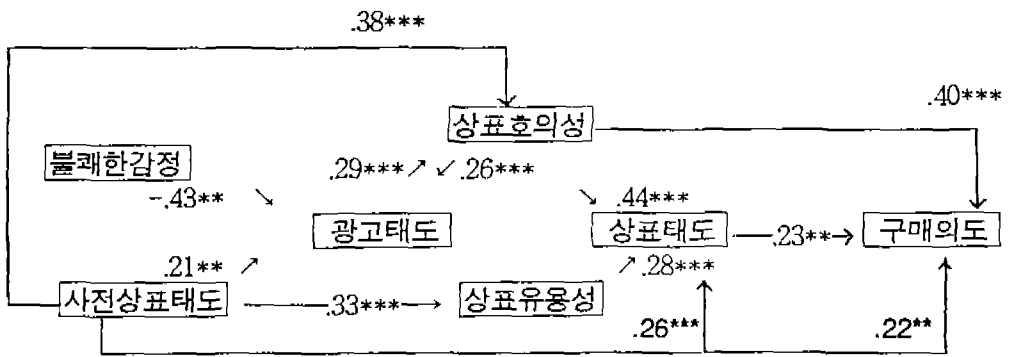 .38***
.40***
상표호의성
불쾌한감정
.29*** .26***
-.43**
.44***
광고태도
상표태도
.23**
구매의도
.21**
.28***
사전상표태도
.33***
상표유용성
.26***
.22**